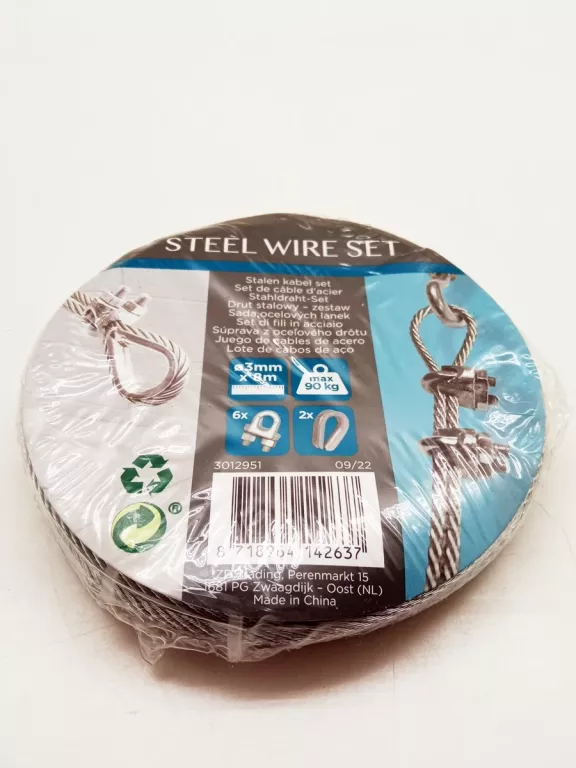 STEEL WIRE SET
Stalen kabel set
Set de câble d'acier
Stahldraht-Set
Drut stalowy – zestaw
Sada ocelových lanek
Set di fili in acciaio
Súprava z oceľového drôtu
Juego de cables de acero
Lote de cabos de aço
ø3mm
x 8m
max
90 kg
6x
2x
3012951 09/22
®
8 718964 142637
Trading, Perenmarkt 15
1681 PG Zwaagdijk – Oost (NL)
Made in China